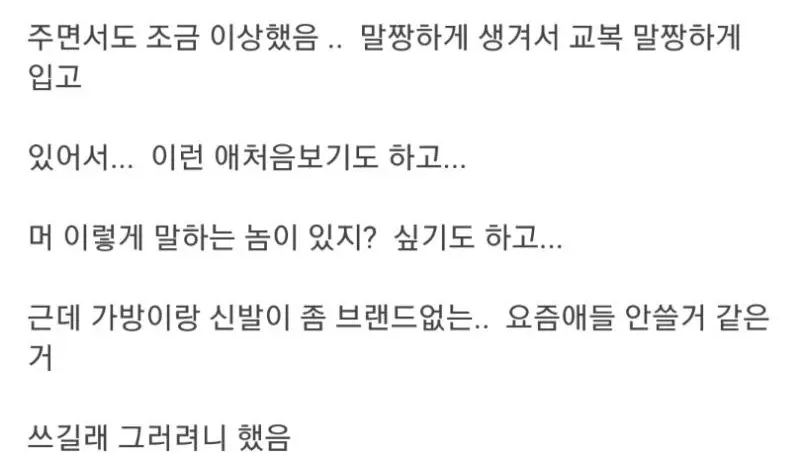 주면서도 조금 이상했음 .. 말짱하게 생겨서 교복 말짱하게
입고
있어서... 이런 애처음보기도 하고...
머 이렇게 말하는 놈이 있지? 싶기도 하고...
근데 가방이랑 신발이 좀 브랜드없는.. 요즘애들 안쓸거 같은
거
쓰길래 그러려니 했음